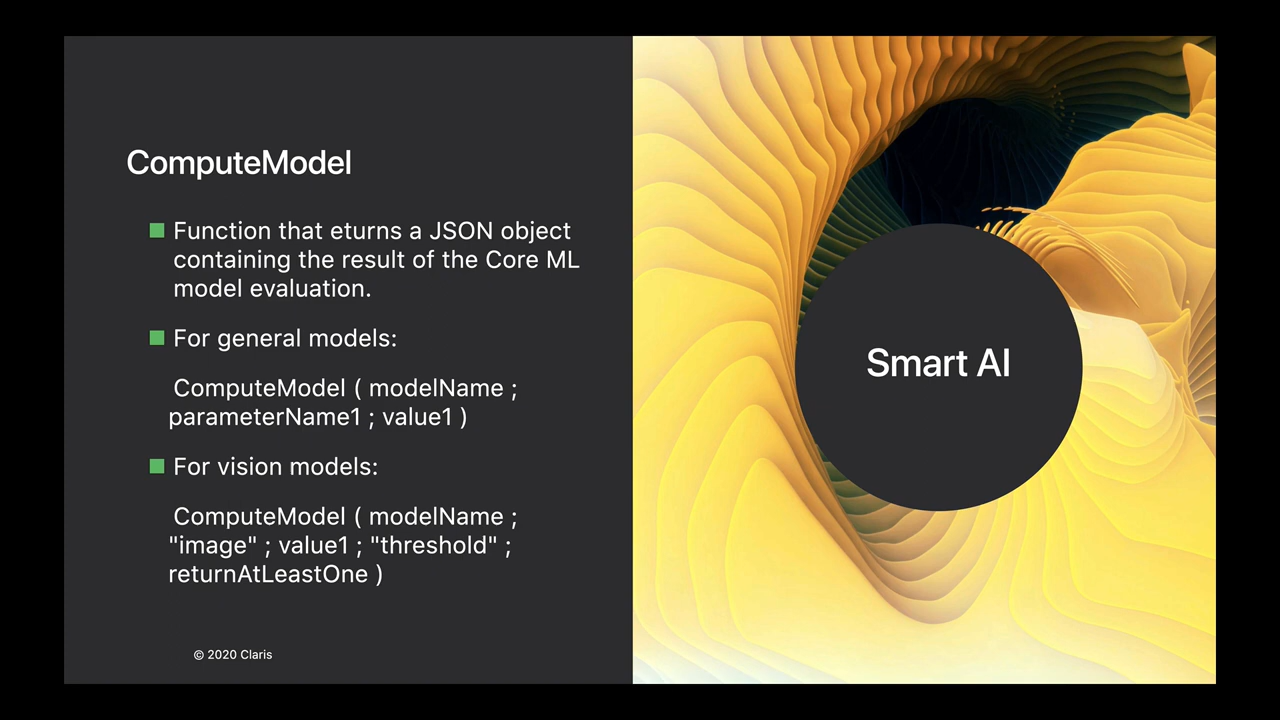 ComputeModel
Function that eturns a JSON object
containing the result of the Core ML
model evaluation.
For general models:
ComputeModel ( modelName ;
parameterName1 ; value1 )
For vision models:
ComputeModel ( modelName ;
"image" ; value1 ; "threshold" ;
returnAtLeastOne )
© 2020 Claris
Smart AI